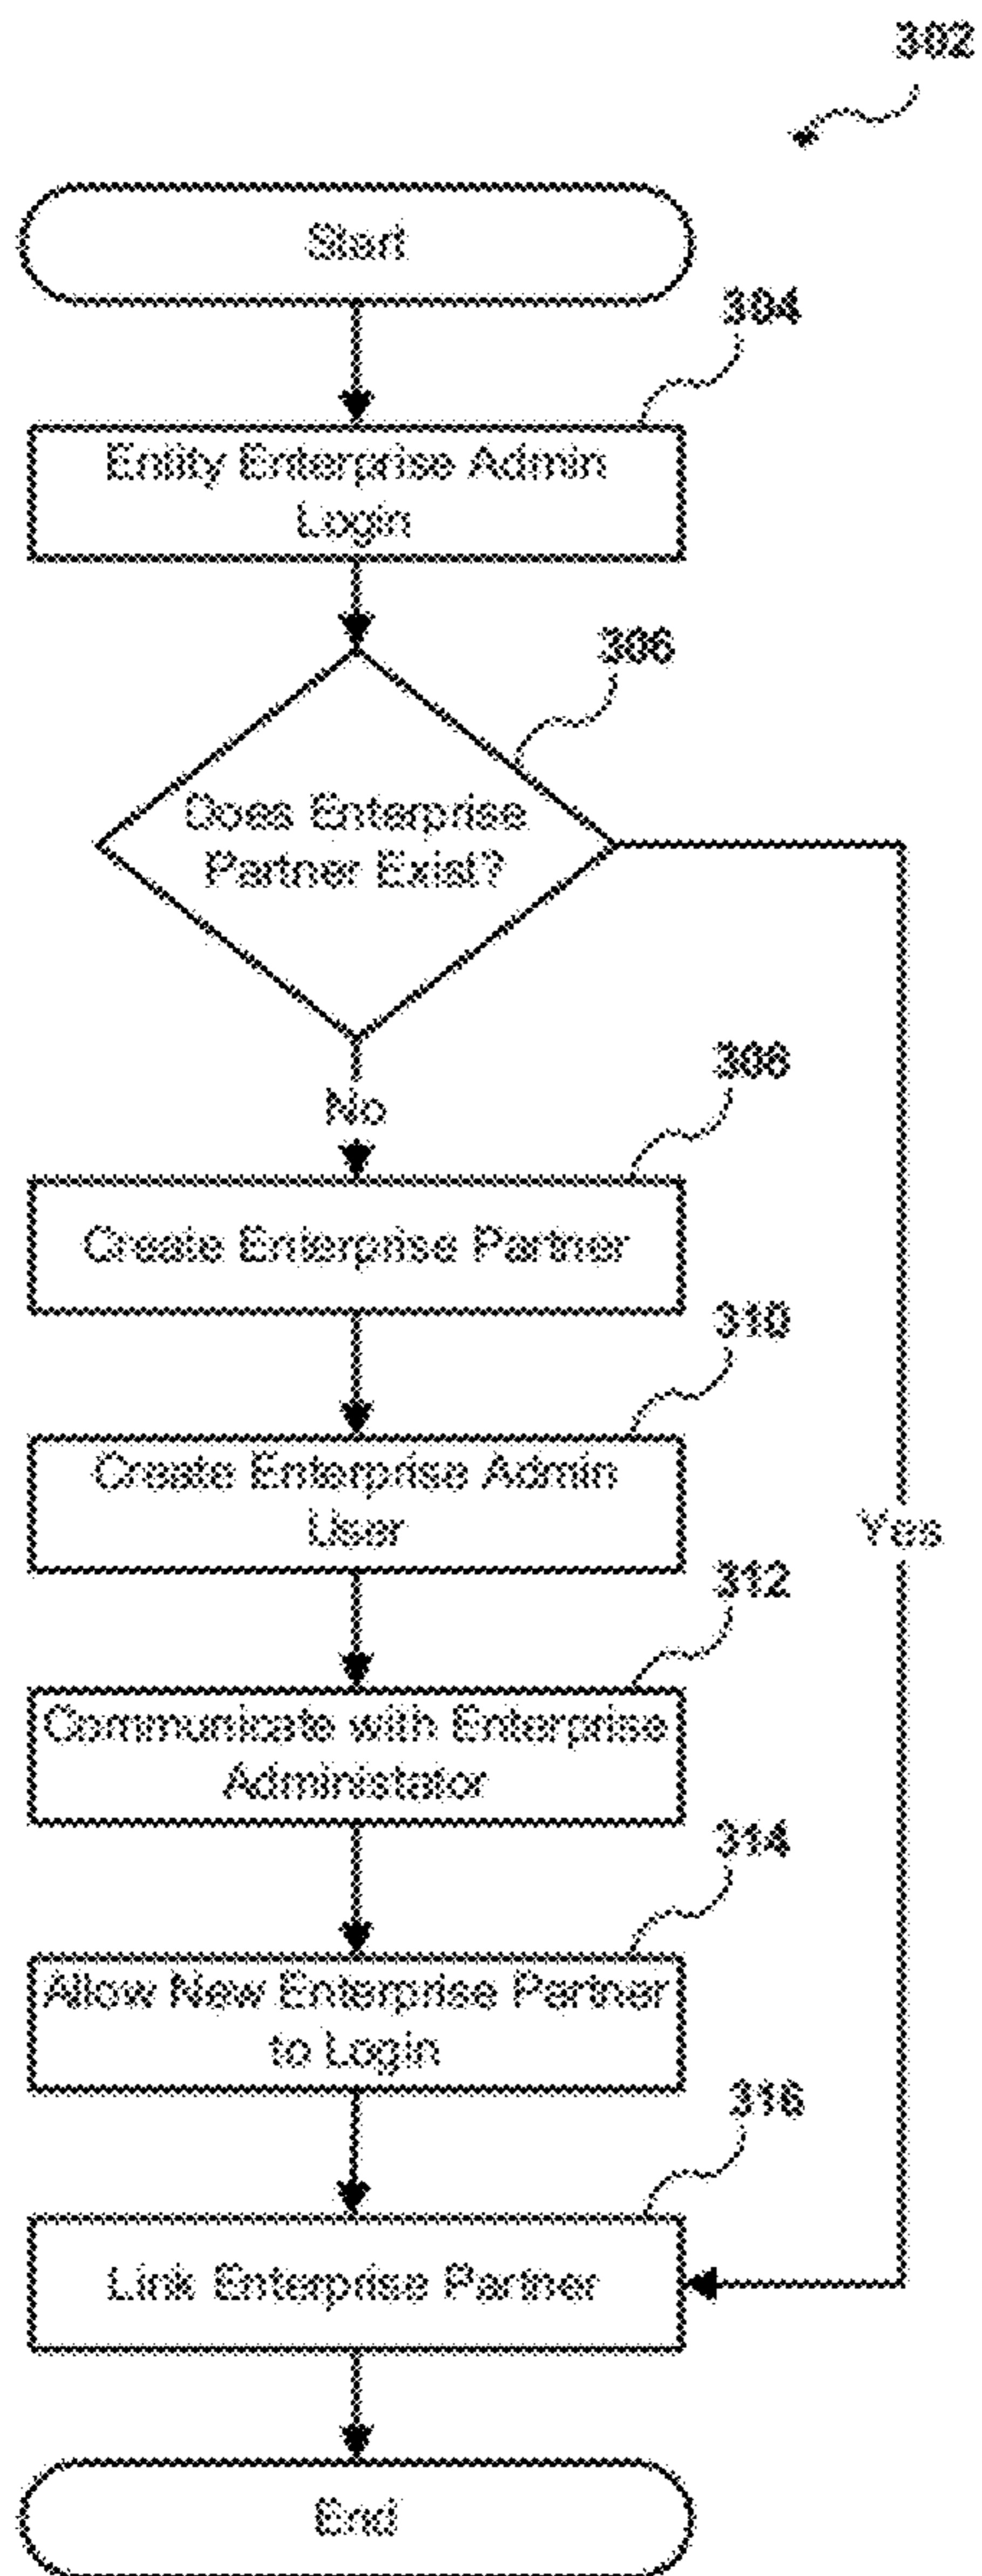 302
Start
304
Entity Enterprise Admin
Login
306
Does Enterprise
Partner Exist?
No
308
Create Enterprise Partner
310
Create Enterprise Admin
User
Yes
312
Communicate with Enterprise
Administator
314
Allow New Enterprise Partner
to Login
316
Link Enterprise Partner
End